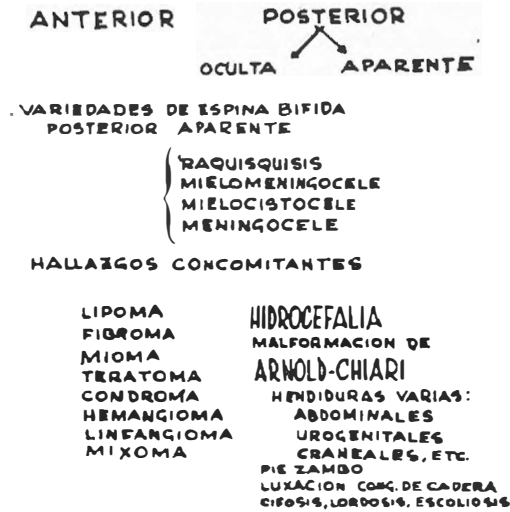 ANTERIOR
POSTERIOR
OCULTA
APARENTE
. VARIEDADES DE ESPINA BIFIDA
POSTERIOR APARENTE
RAQUISQUISIS
MIELOMENINGOCELE
MIELOCISTOCELE
MENINGOCELE
HALLAZGOS CONCOMITANTES
LIPOMA
FIBROMA
MIOMA
TERATOMA
CONDROMA
HEMANGIOMA
LINFANGIOMA
MIXOMA
HIDROCEFALIA
MALFORMACION DE
ARNOLD-CHIARI
HENDIDURAS VARIAS:
ABDOMINALES
UROGENITALES
CRANEALES, ETC.
PIE ZAMBO
LUXACION CONG. DE CADERA
CIFOSIS, LORDOSIS, ESCOLIOSIS